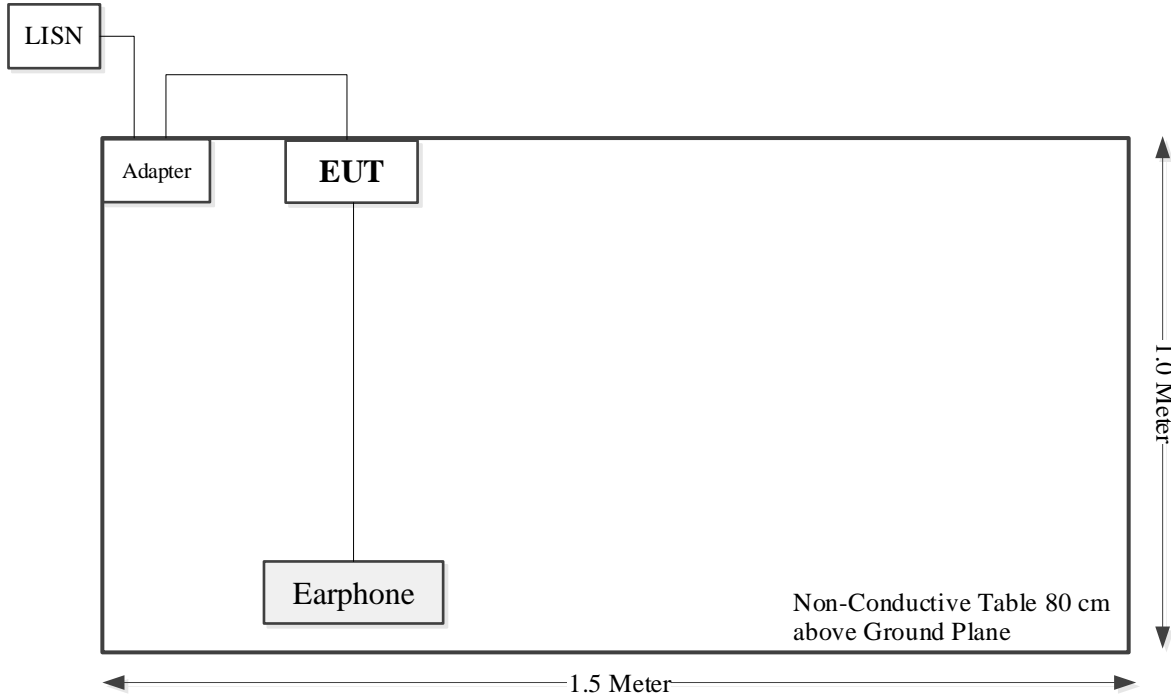 LISN
Adapter
EUT
1.0 Meter
Earphone
Non-Conductive Table 80 cm
above Ground Plane
1.5 Meter